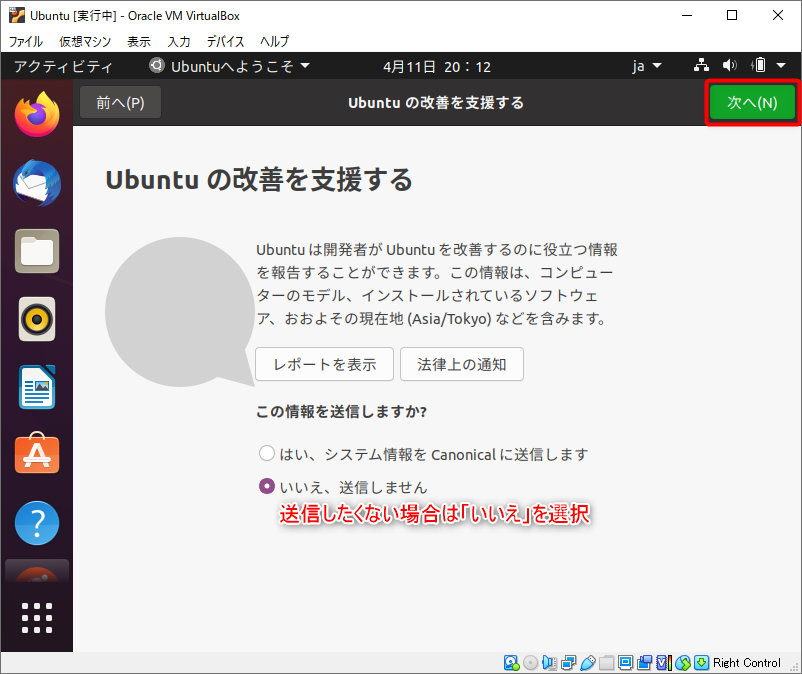 Ubuntu [実行中] - Oracle VM VirtualBox
ファイル 仮想マシン 表示 入力 デバイス ヘルプ
アクティビティ Ubuntuへようこそ 4月11日 20：12 ja
前へ(P) Ubuntu の改善を支援する 次へ(N)
Ubuntu の改善を支援する
Ubuntu は開発者が Ubuntu を改善するのに役立つ情報
を報告することができます。この情報は、コンピュー
ターのモデル、インストールされているソフトウェ
ア、おおよその現在地 (Asia/Tokyo) などを含みます。
レポートを表示 法律上の通知
この情報を送信しますか?
はい、システム情報を Canonical に送信します
いいえ、送信しません
送信したくない場合は「いいえ」を選択
Right Control